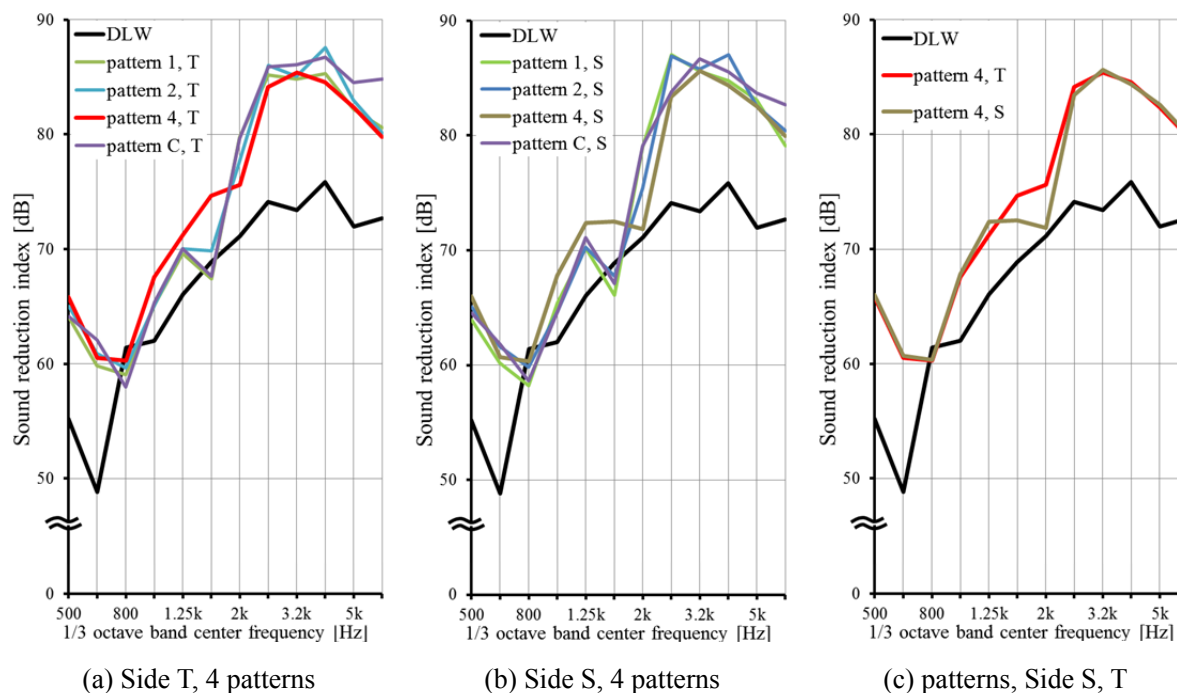 90
80
70
60
50
0
Sound reduction index [dB]
DLW
pattern 1, T
pattern 2, T
pattern 4, T
pattern C, T
500 800 1.25k 2k 3.2k 5k
1/3 octave band center frequency [Hz]
(a) Side T, 4 patterns
90
80
70
60
50
0
Sound reduction index [dB]
DLW
pattern 1, S
pattern 2, S
pattern 4, S
pattern C, S
500 800 1.25k 2k 3.2k 5k
1/3 octave band center frequency [Hz]
(b) Side S, 4 patterns
90
80
70
60
50
0
Sound reduction index [dB]
DLW
pattern 4, T
pattern 4, S
500 800 1.25k 2k 3.2k 5k
1/3 octave band center frequency [Hz]
(c) patterns, Side S, T